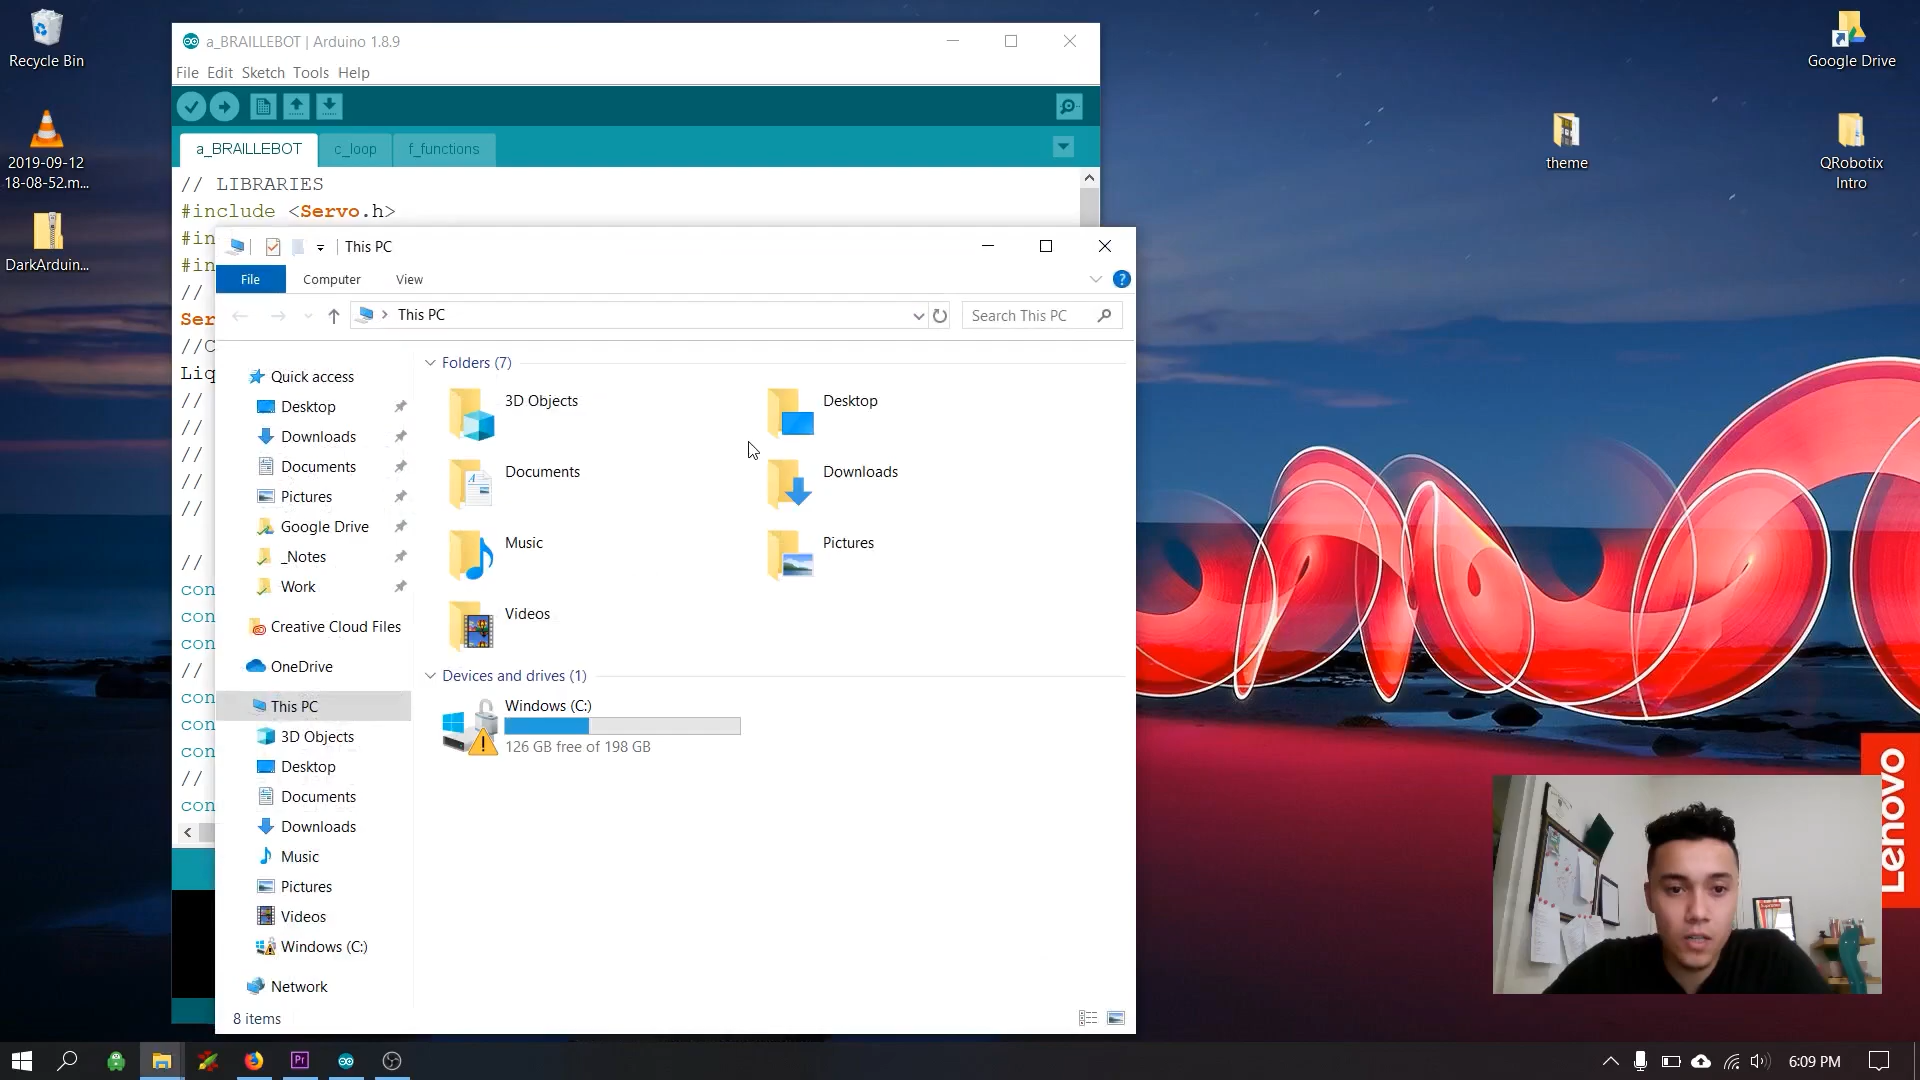 Recycle Bin
2019-09-12
18-08-52.m...
DarkArduin...
Google Drive
theme
QRobotix
Intro
a_BRAILLEBOT | Arduino 1.8.9
File Edit Sketch Tools Help
a_BRAILLEBOT c_loop f_functions
// LIBRARIES
#include <Servo.h>
#in
#in
//
Ser
//C
Liq
//
//
//
//
//
//
con
con
con
//
con
con
con
//
con
This PC
File Computer View
This PC
Search This PC
Quick access
Desktop
Downloads
Documents
Pictures
Google Drive
_Notes
Work
Creative Cloud Files
OneDrive
This PC
3D Objects
Desktop
Documents
Downloads
Music
Pictures
Videos
Windows (C:)
Network
Folders (7)
3D Objects
Desktop
Documents
Downloads
Music
Pictures
Videos
Devices and drives (1)
Windows (C:)
126 GB free of 198 GB
8 items
Lenovo
Pr
6:09 PM